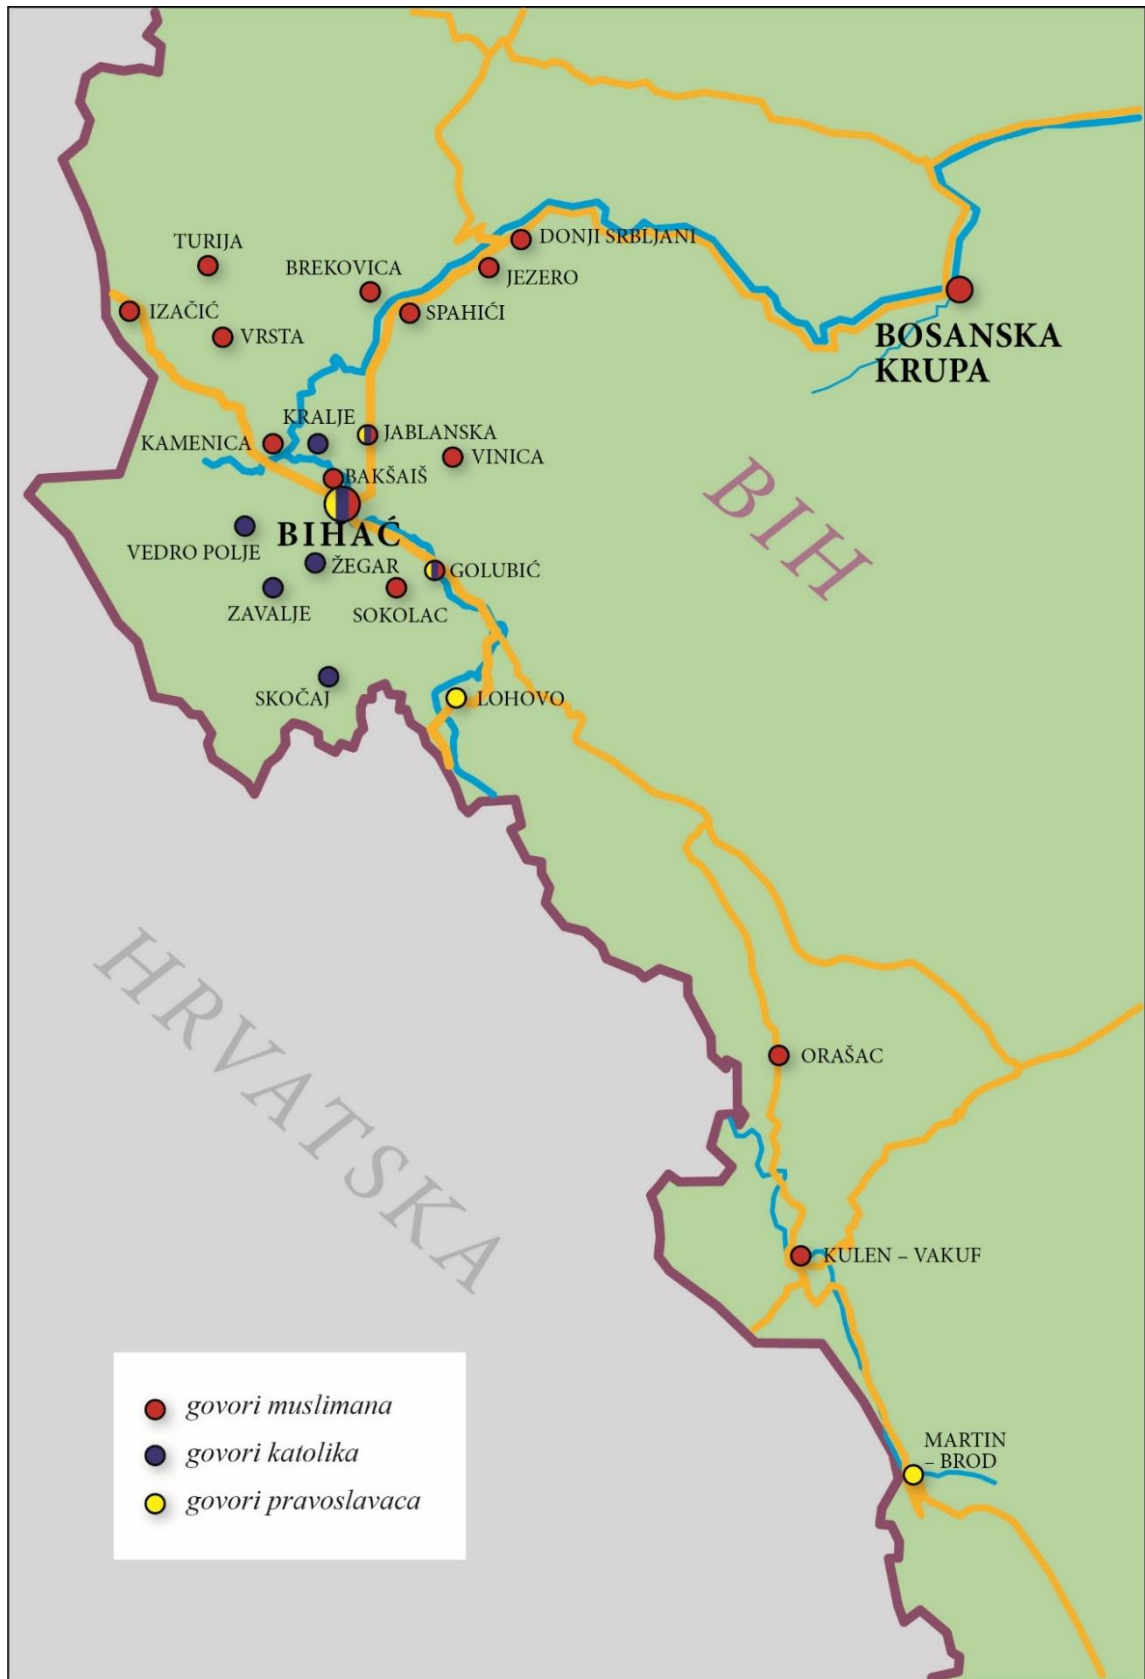 DONJI SRBLJANI
TURIJA
BREKOVICA
JEZERO
IZAČIĆ
SPAHIĆI
VRSTA
BOSANSKA
KRUPA
KRALJE
JABLANSKA
KAMENICA
VINICA
BAKŠAIŠ
BIH
BIHAĆ
VEDRO POLJE
ŽEGAR
GOLUBIĆ
ZAVALJE
SOKOLAC
SKOČAJ
LOHOVO
HRVATSKA
ORAŠAC
KULEN – VAKUF
govori muslimana
govori katolika
govori pravoslavaca
MARTIN
– BROD